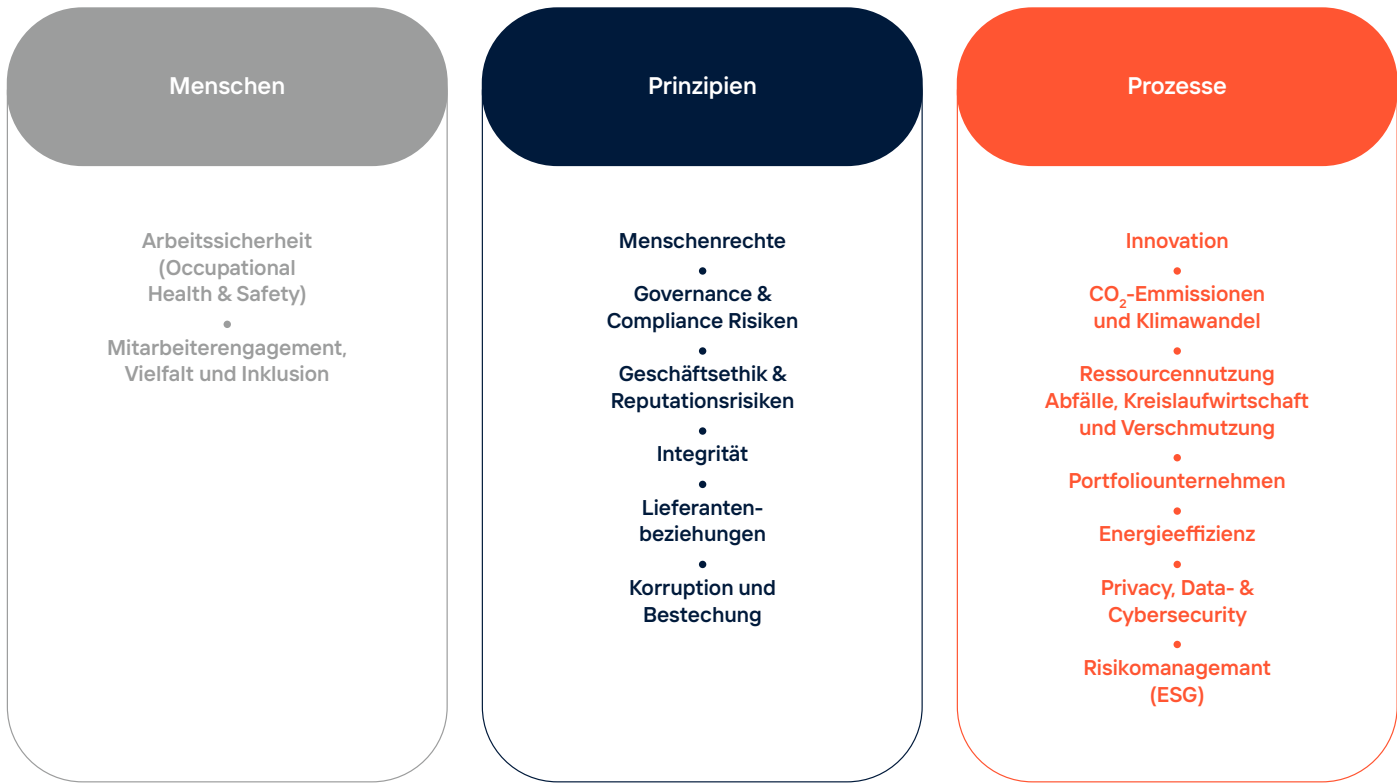 Menschen
Arbeitssicherheit
(Occupational
Health & Safety)
•
Mitarbeiterengagement,
Vielfalt und Inklusion
Prinzipien
Menschenrechte
•
Governance &
Compliance Risiken
•
Geschäftsethik &
Reputationsrisiken
•
Integrität
•
Lieferanten-
beziehungen
•
Korruption und
Bestechung
Prozesse
Innovation
•
CO₂-Emmissionen
und Klimawandel
•
Ressourcennutzung
Abfälle, Kreislaufwirtschaft
und Verschmutzung
•
Portfoliounternehmen
•
Energieeffizienz
•
Privacy, Data- &
Cybersecurity
•
Risikomanagemant
(ESG)